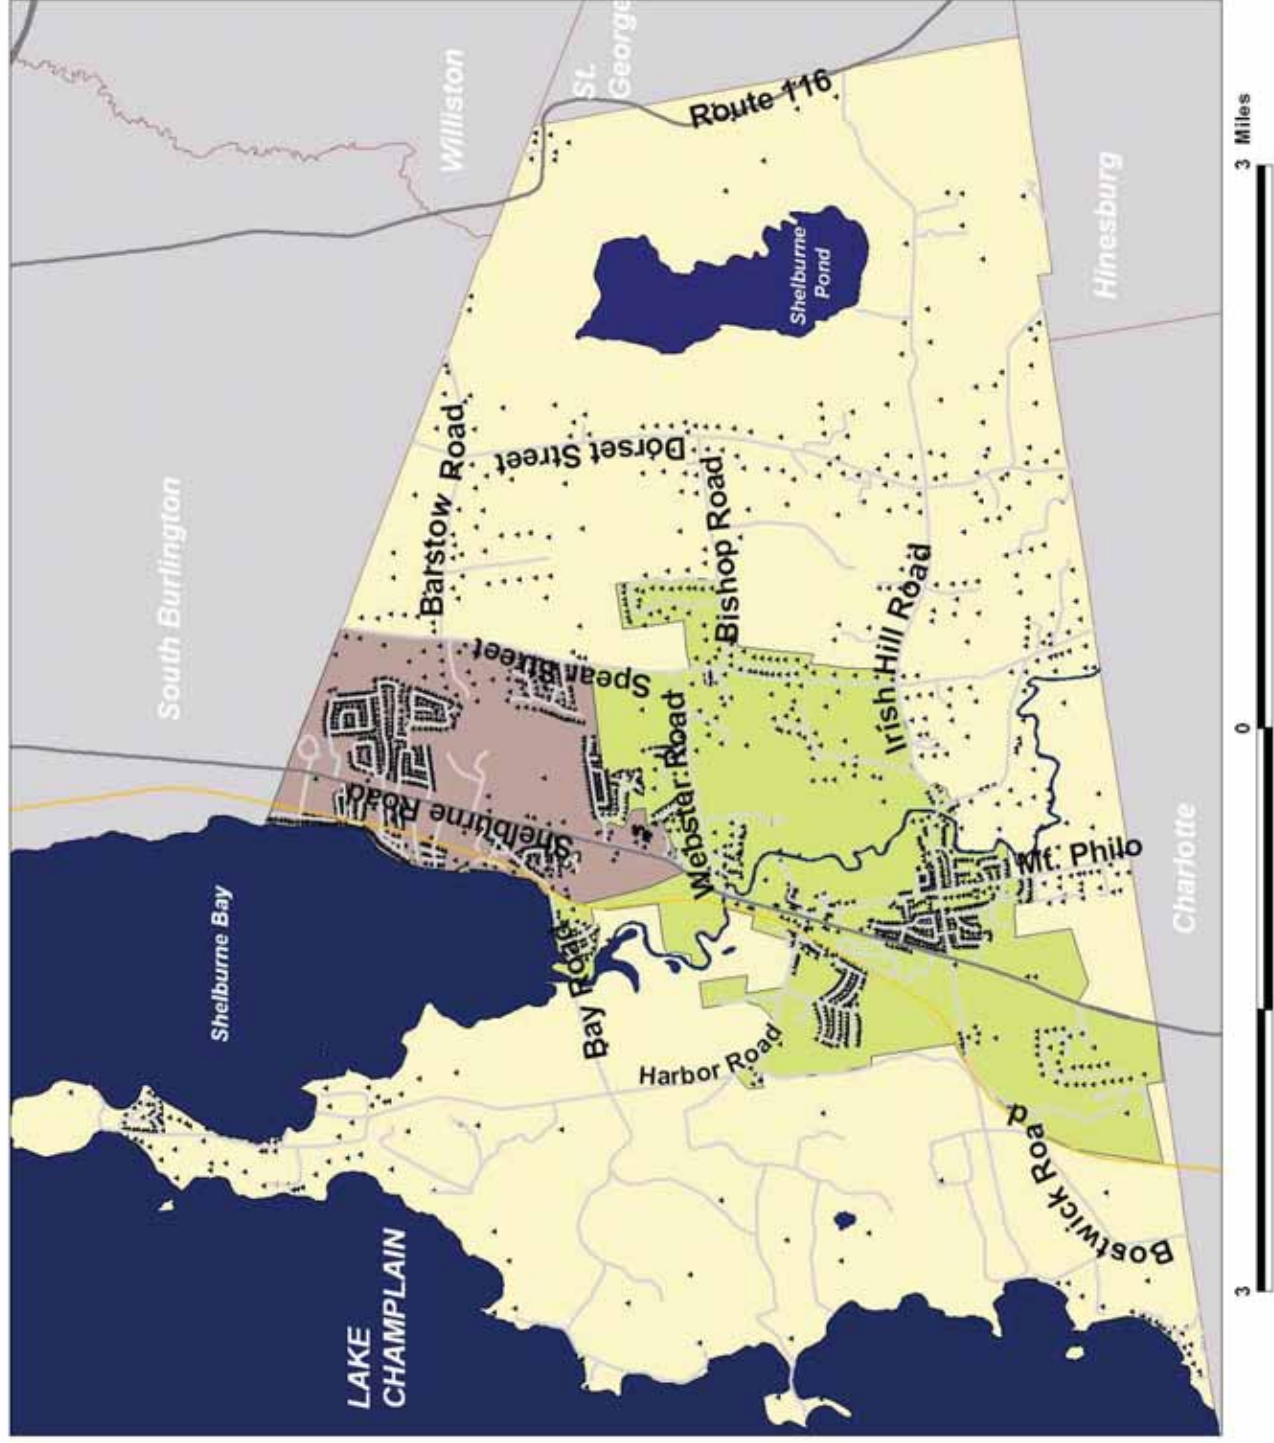 South Burlington
Williston
St.
George
Shelburne Bay
LAKE
CHAMPLAIN
Route 116
Barstow Road
Dorset Street
Shelburne
Pond
Spear Street
Bishop Road
Shelburne Road
Webster Road
Irish Hill Road
Bay Road
Harbor Road
Mt. Philo
Bostwick Road
Hinesburg
Charlotte
3
0
3 Miles